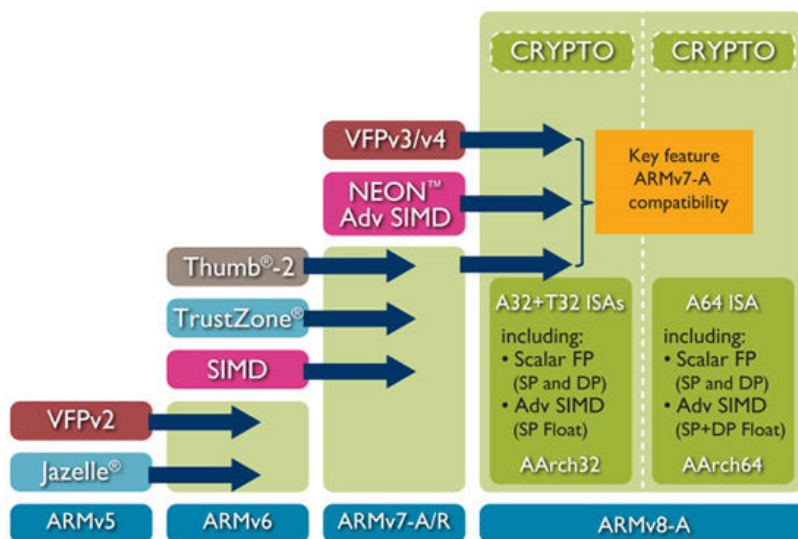 CRYPTO
CRYPTO
VFPv3/v4
Key feature
ARMv7-A
compatibility
NEON™
Adv SIMD
Thumb®-2
TrustZone®
SIMD
A32+T32 ISAs
including:
• Scalar FP
(SP and DP)
• Adv SIMD
(SP Float)
AArch32
A64 ISA
including:
• Scalar FP
(SP and DP)
• Adv SIMD
(SP+DP Float)
AArch64
VFPv2
Jazelle®
ARMv5
ARMv6
ARMv7-A/R
ARMv8-A